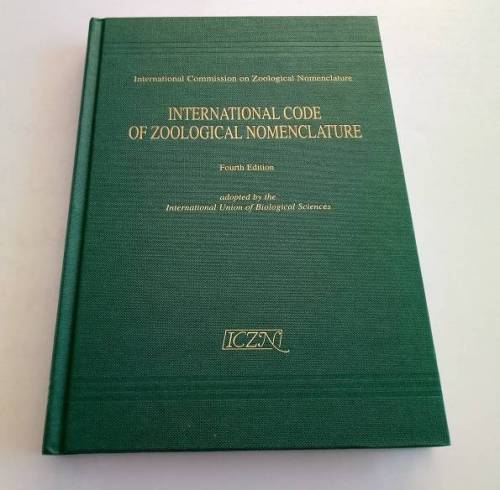 International Commission on Zoological Nomenclature
INTERNATIONAL CODE
OF ZOOLOGICAL NOMENCLATURE
Fourth Edition
adopted by the
International Union of Biological Sciences
ICZN